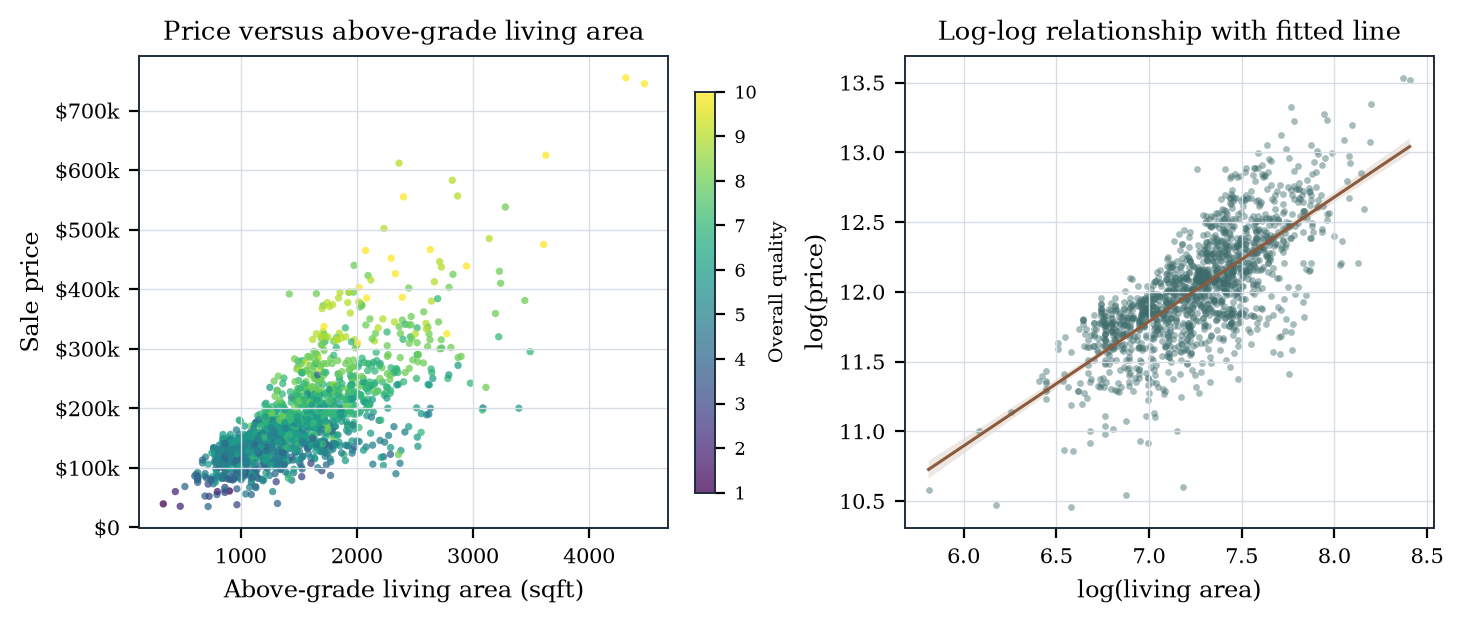 Price versus above-grade living area
Sale price
$700k
$600k
$500k
$400k
$300k
$200k
$100k
$0
1000 2000 3000 4000
Above-grade living area (sqft)
10
9
8
7
6
5
4
3
2
1
Overall quality
Log-log relationship with fitted line
log(price)
13.5
13.0
12.5
12.0
11.5
11.0
10.5
6.0 6.5 7.0 7.5 8.0 8.5
log(living area)